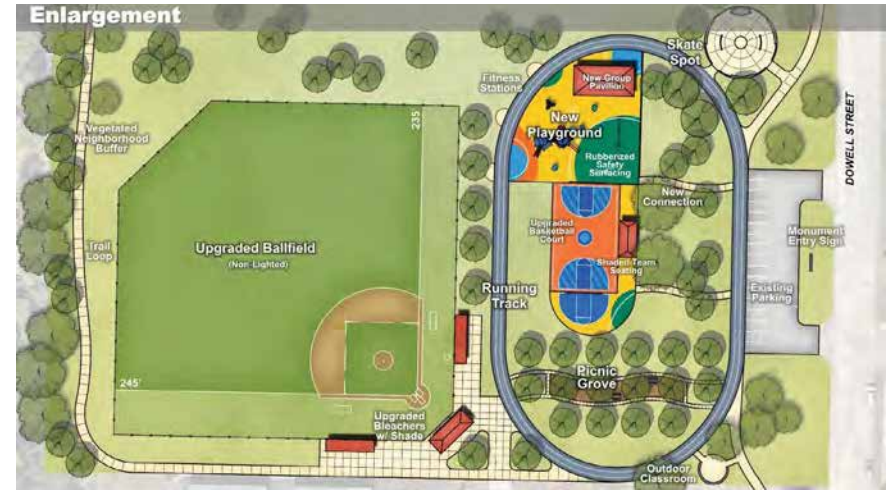 Enlargement
Skate
Spot
Fitness
Stations
New Group
Pavilion
235
New
Playground
DOWELL STREET
Vegetated
Neighborhood
Buffer
Rubberized
Safety
Surfacing
New
Connection
Upgraded
Basketball
Court
Monument
Entry Sign
Trail
Loop
Upgraded Ballfield
(Non-Lighted)
Shaded Team
Seating
Running
Track
Existing
Parking
Picnic
Grove
245'
Upgraded
Bleachers
w/ Shade
Outdoor
Classroom